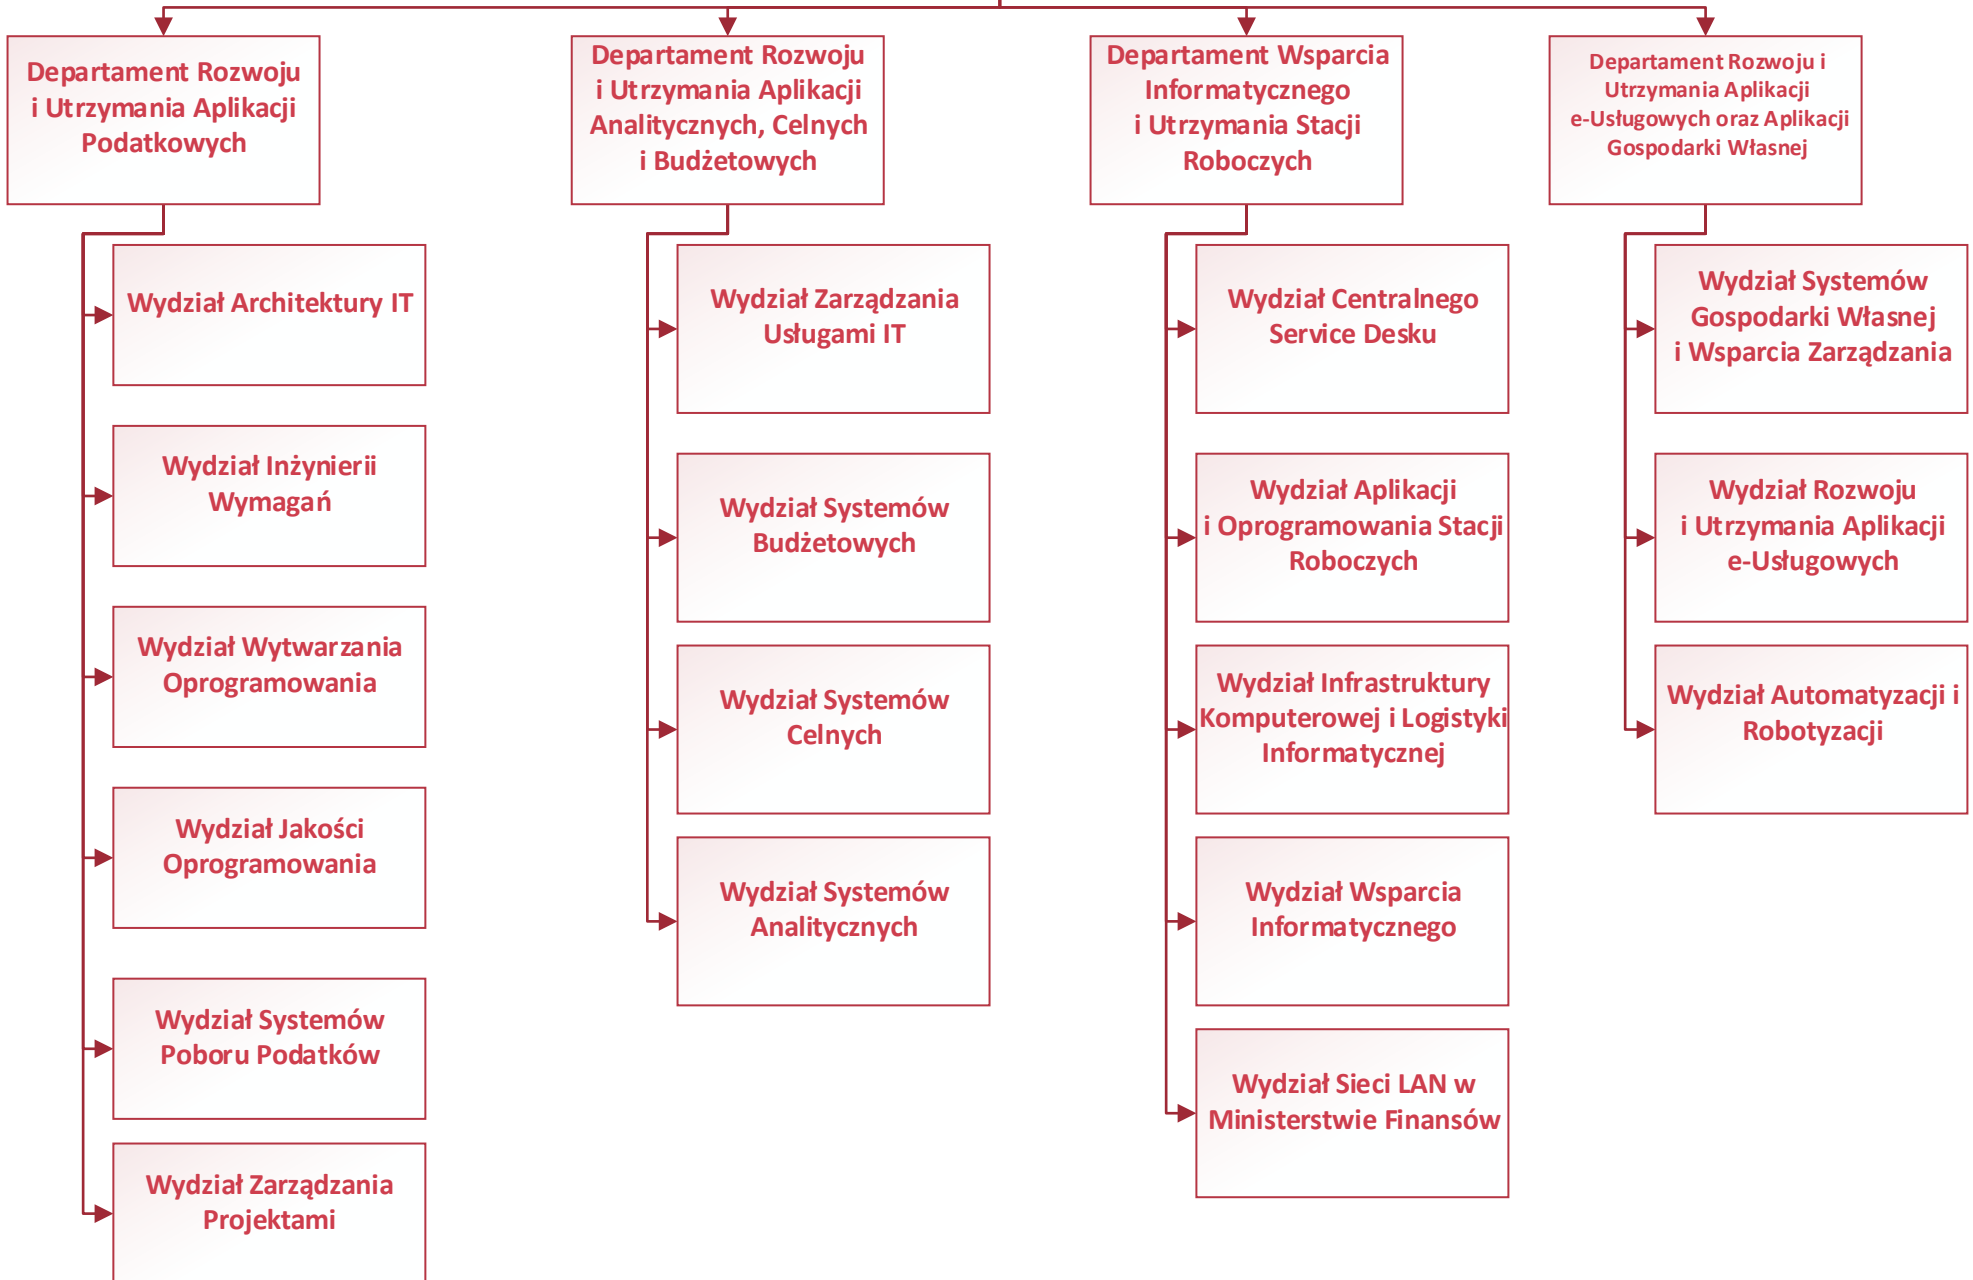 Departament Rozwoju
i Utrzymania Aplikacji
Podatkowych
Departament Rozwoju
i Utrzymania Aplikacji
Analitycznych, Celnych
i Budżetowych
Departament Wsparcia
Informatycznego
i Utrzymania Stacji
Roboczych
Departament Rozwoju i
Utrzymania Aplikacji
e-Usługowych oraz Aplikacji
Gospodarki Własnej
Wydział Architektury IT
Wydział Inżynierii
Wymagań
Wydział Wytwarzania
Oprogramowania
Wydział Jakości
Oprogramowania
Wydział Systemów
Poboru Podatków
Wydział Zarządzania
Projektami
Wydział Zarządzania
Usługami IT
Wydział Systemów
Budżetowych
Wydział Systemów
Celnych
Wydział Systemów
Analitycznych
Wydział Centralnego
Service Desku
Wydział Aplikacji
i Oprogramowania Stacji
Roboczych
Wydział Infrastruktury
Komputerowej i Logistyki
Informatycznej
Wydział Wsparcia
Informatycznego
Wydział Sieci LAN w
Ministerstwie Finansów
Wydział Systemów
Gospodarki Własnej
i Wsparcia Zarządzania
Wydział Rozwoju
i Utrzymania Aplikacji
e-Usługowych
Wydział Automatyzacji i
Robotyzacji